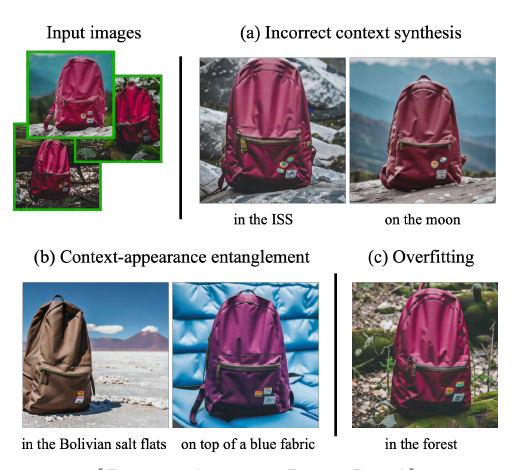 Input images
(a) Incorrect context synthesis
in the ISS
on the moon
(b) Context-appearance entanglement
(c) Overfitting
in the Bolivian salt flats
on top of a blue fabric
in the forest